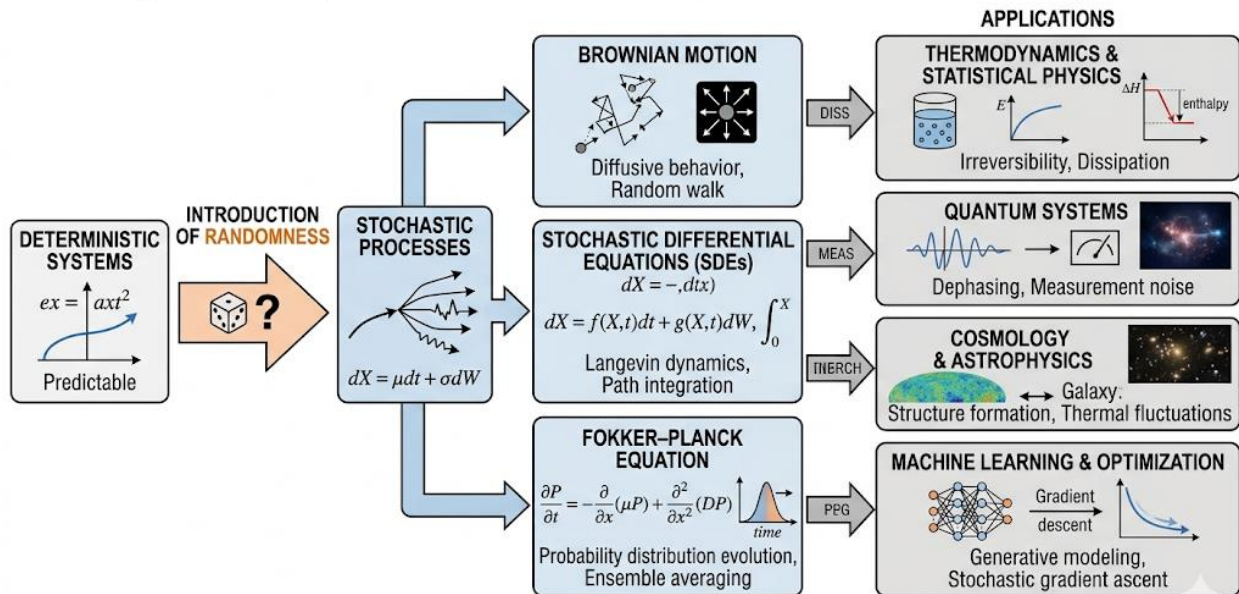 DETERMINISTIC
SYSTEMS
ex = axt²
Predictable
INTRODUCTION
OF RANDOMNESS
?
STOCHASTIC
PROCESSES
dX = μdt + σdW
BROWNIAN MOTION
Diffusive behavior,
Random walk
STOCHASTIC DIFFERENTIAL
EQUATIONS (SDEs)
dX = −,dtx)
dX = f(X,t)dt + g(X,t)dW, ∫₀ˣ
Langevin dynamics,
Path integration
FOKKER–PLANCK
EQUATION
∂P/∂t = −∂/∂x(μP) + ∂²/∂x²(DP)
time
Probability distribution evolution,
Ensemble averaging
DISS
MEAS
INERCH
PPG
APPLICATIONS
THERMODYNAMICS &
STATISTICAL PHYSICS
E
ΔH
enthalpy
Irreversibility, Dissipation
QUANTUM SYSTEMS
Dephasing, Measurement noise
COSMOLOGY
& ASTROPHYSICS
Galaxy:
Structure formation, Thermal fluctuations
MACHINE LEARNING & OPTIMIZATION
Gradient
descent
Generative modeling,
Stochastic gradient ascent